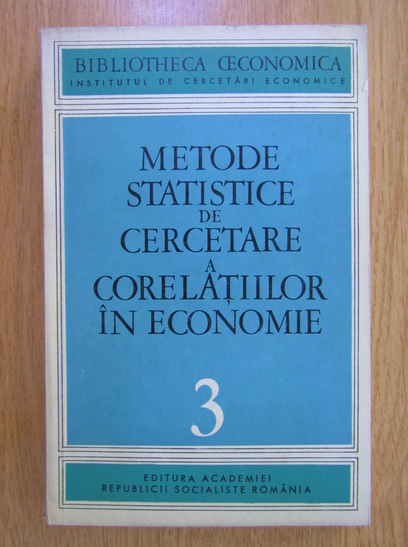 BIBLIOTHECA ŒCONOMICA
INSTITUTUL DE CERCETĂRI ECONOMICE
METODE
STATISTICE
DE
CERCETARE
A
CORELAȚIILOR
ÎN ECONOMIE
3
EDITURA ACADEMIEI
REPUBLICII SOCIALISTE ROMÂNIA